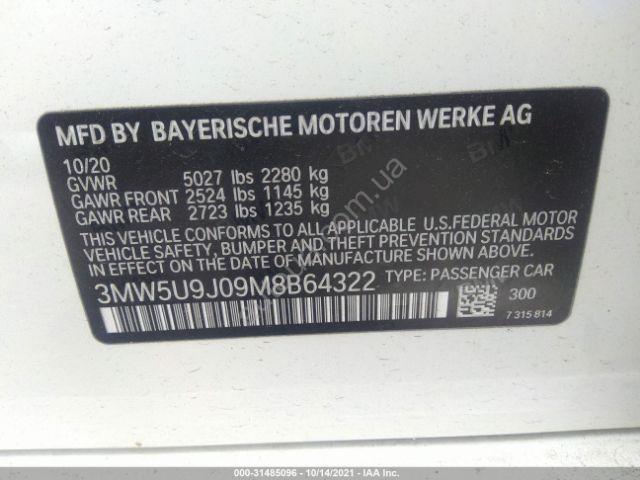 MFD BY BAYERISCHE MOTOREN WERKE AG
10/20
GVWR 5027 lbs 2280 kg
GAWR FRONT 2524 lbs 1145 kg
GAWR REAR 2723 lbs 1235 kg
THIS VEHICLE CONFORMS TO ALL APPLICABLE U.S.FEDERAL MOTOR
VEHICLE SAFETY, BUMPER AND THEFT PREVENTION STANDARDS
IN EFFECT ON THE DATE OF MANUFACTURE SHOWN ABOVE.
3MW5U9J09M8B64322 TYPE: PASSENGER CAR
300
7 315 814
000-31485096 - 10/14/2021 - IAA Inc.